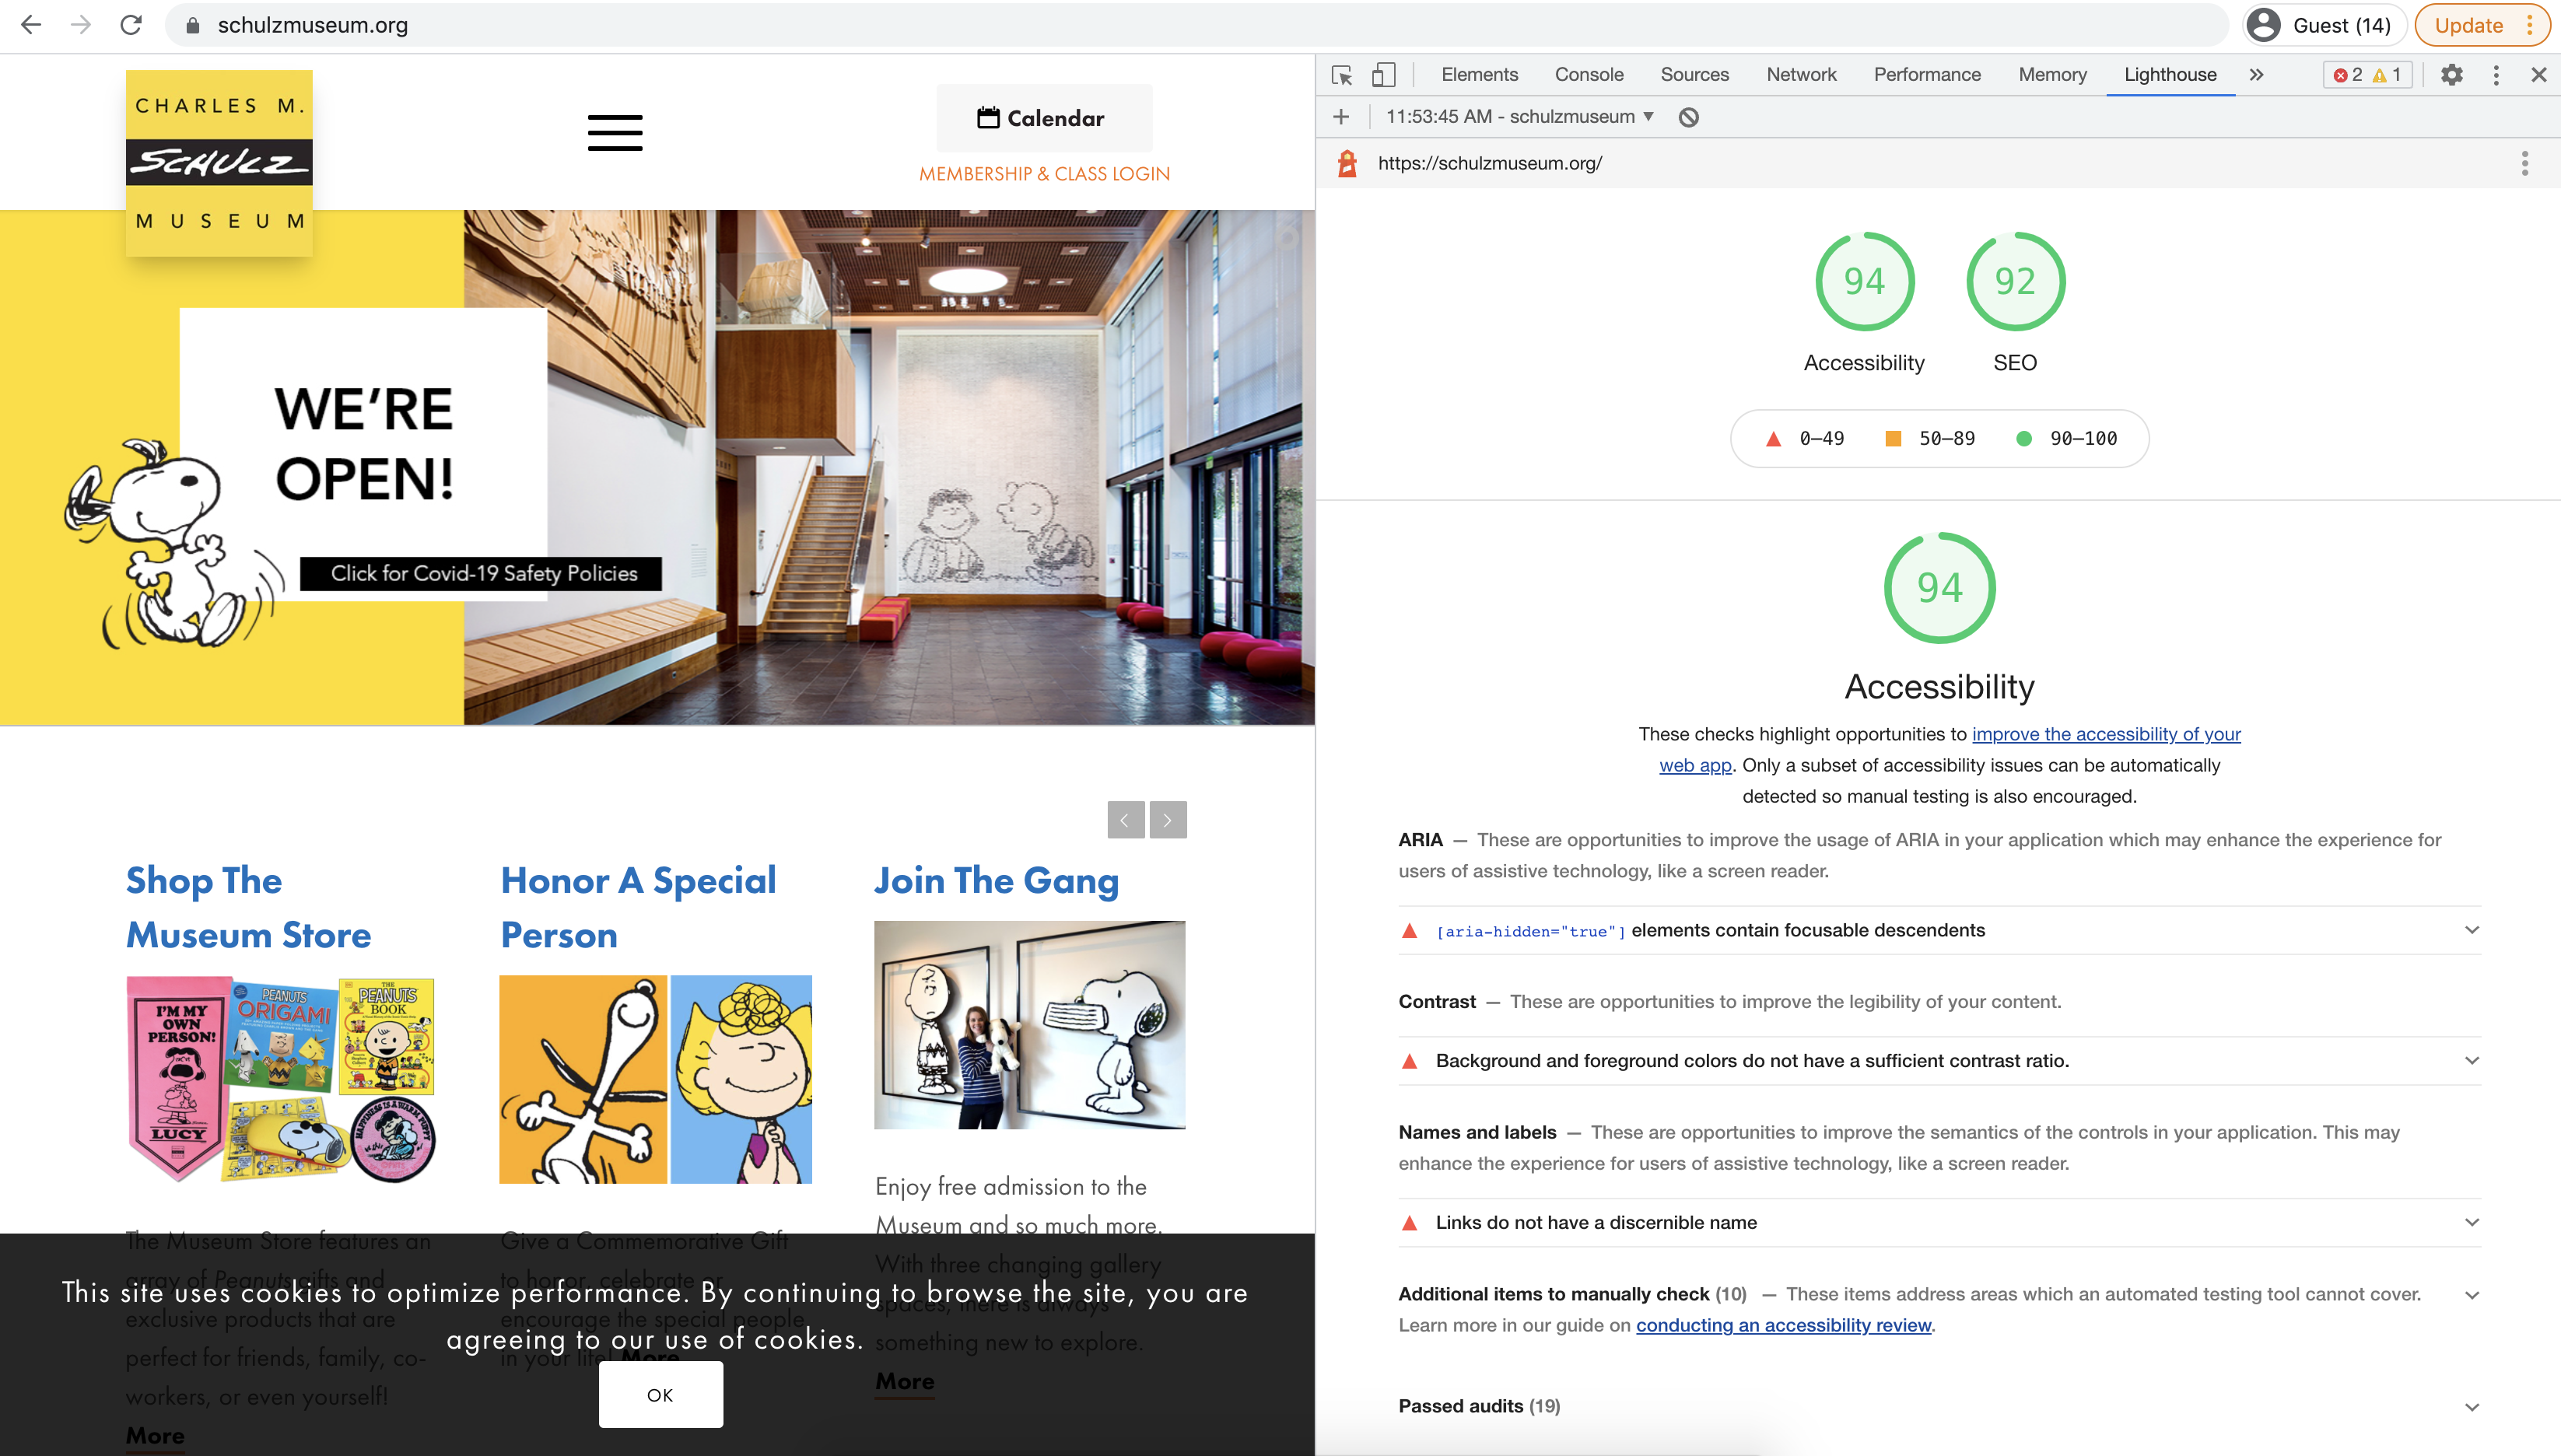 schulzmuseum.org
Guest (14)
Update
CHARLES M.
SCHULZ
MUSEUM
Calendar
MEMBERSHIP & CLASS LOGIN
WE'RE
OPEN!
Click for Covid-19 Safety Policies
Shop The
Museum Store
I'M MY
OWN
PERSON!
LUCY
PEANUTS
ORIGAMI
THE
PEANUTS
BOOK
HAPPINESS IS A WARM PUPPY
The Museum Store features an
array of Peanuts gifts and
exclusive products that are
perfect for friends, family, co-
workers, or even yourself!
More
Honor A Special
Person
Give a Commemorative Gift
to honor, celebrate or
encourage the special people
in your life! More
Join The Gang
Enjoy free admission to the
Museum and so much more.
With three changing gallery
spaces, there is always
something new to explore.
More
This site uses cookies to optimize performance. By continuing to browse the site, you are
agreeing to our use of cookies.
OK
Elements Console Sources Network Performance Memory Lighthouse 2 1
11:53:45 AM - schulzmuseum
https://schulzmuseum.org/
94 92
Accessibility SEO
0–49 50–89 90–100
94
Accessibility
These checks highlight opportunities to improve the accessibility of your
web app. Only a subset of accessibility issues can be automatically
detected so manual testing is also encouraged.
ARIA — These are opportunities to improve the usage of ARIA in your application which may enhance the experience for
users of assistive technology, like a screen reader.
[aria-hidden="true"] elements contain focusable descendents
Contrast — These are opportunities to improve the legibility of your content.
Background and foreground colors do not have a sufficient contrast ratio.
Names and labels — These are opportunities to improve the semantics of the controls in your application. This may
enhance the experience for users of assistive technology, like a screen reader.
Links do not have a discernible name
Additional items to manually check (10) — These items address areas which an automated testing tool cannot cover.
Learn more in our guide on conducting an accessibility review.
Passed audits (19)